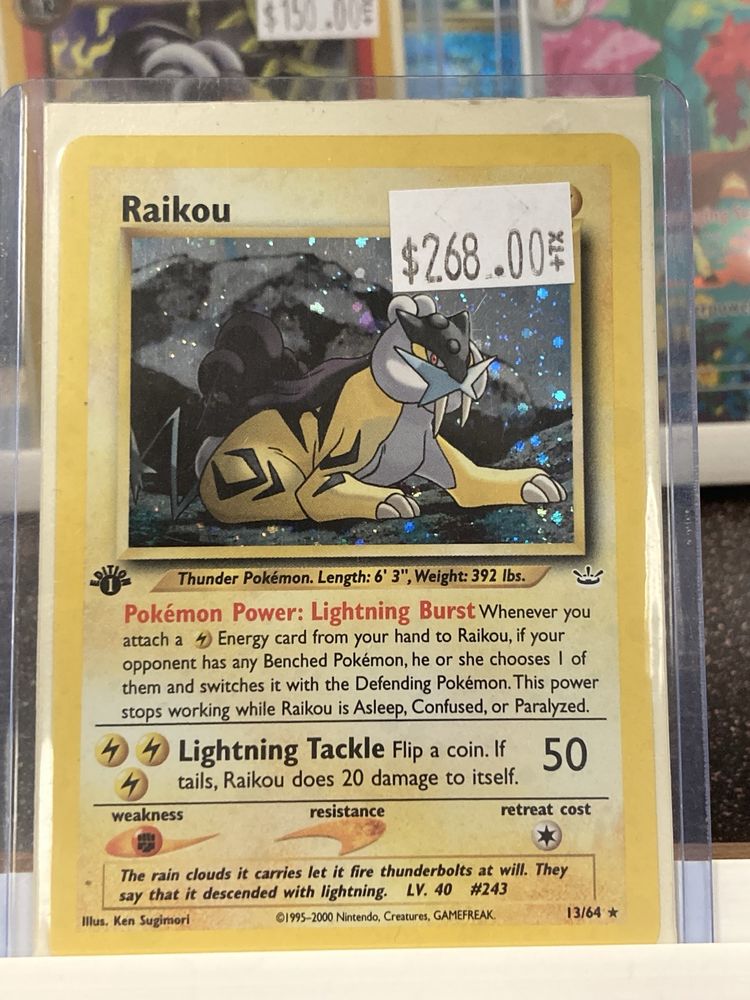 $150.00
Raikou
$268.00+TX
EDITION
1
Thunder Pokémon. Length: 6' 3", Weight: 392 lbs.
Pokémon Power: Lightning Burst Whenever you
attach a Energy card from your hand to Raikou, if your
opponent has any Benched Pokémon, he or she chooses 1 of
them and switches it with the Defending Pokémon. This power
stops working while Raikou is Asleep, Confused, or Paralyzed.
Lightning Tackle Flip a coin. If 50
tails, Raikou does 20 damage to itself.
weakness resistance retreat cost
The rain clouds it carries let it fire thunderbolts at will. They
say that it descended with lightning. LV. 40 #243
Illus. Ken Sugimori ©1995–2000 Nintendo, Creatures, GAMEFREAK. 13/64 ★